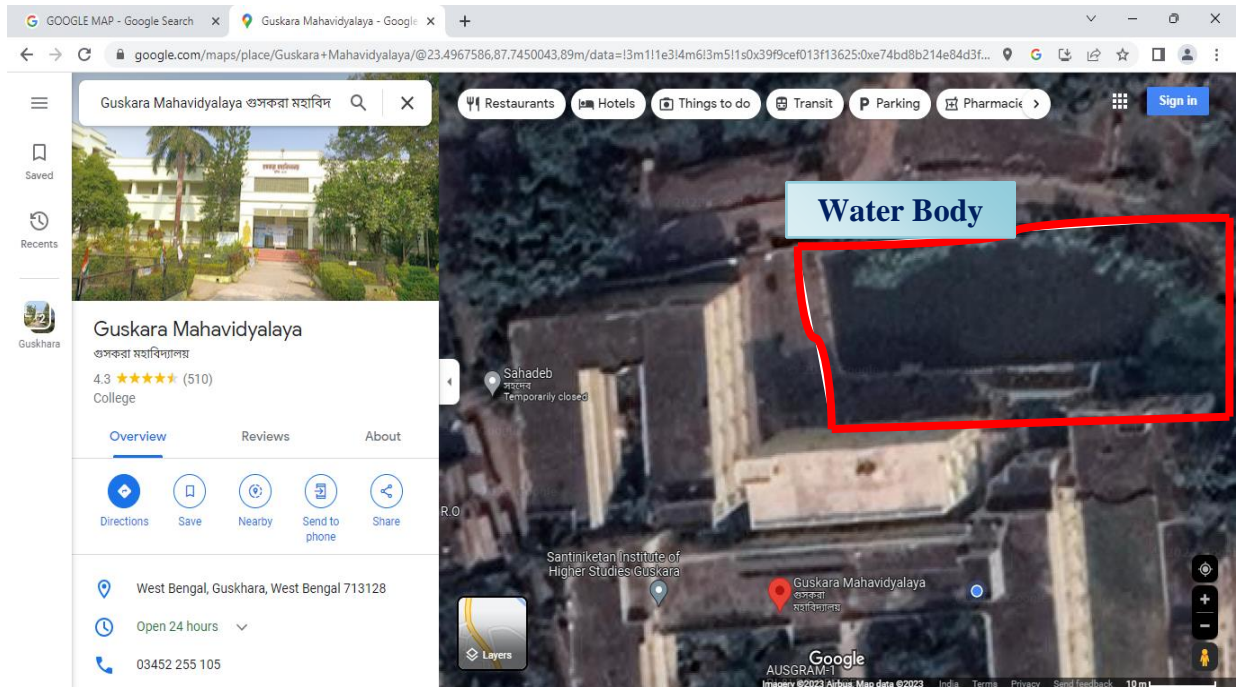 GOOGLE MAP - Google Search
Guskara Mahavidyalaya - Google
google.com/maps/place/Guskara+Mahavidyalaya/@23.4967586,87.7450043,89m/data=!3m1!1e3!4m6!3m5!1s0x39f9cef013f13625:0xe74bd8b214e84d3f...
Guskara Mahavidyalaya গুসকরা মহাবিদ
Restaurants
Hotels
Things to do
Transit
Parking
Pharmacie
Sign in
Saved
Recents
Guskhara
Guskara Mahavidyalaya
গুসকরা মহাবিদ্যালয়
4.3 ★★★★★ (510)
College
Overview Reviews About
Directions Save Nearby Send to phone Share
West Bengal, Guskhara, West Bengal 713128
Open 24 hours
03452 255 105
Water Body
Sahadeb
সহদেব
Temporarily closed
R.O
Santiniketan Institute of
Higher Studies Guskara
Guskara Mahavidyalaya
গুসকরা
মহাবিদ্যালয়
Layers
Google
AUSGRAM-1
Imagery ©2023 Airbus, Map data ©2023 India Terms Privacy Send feedback 10 m